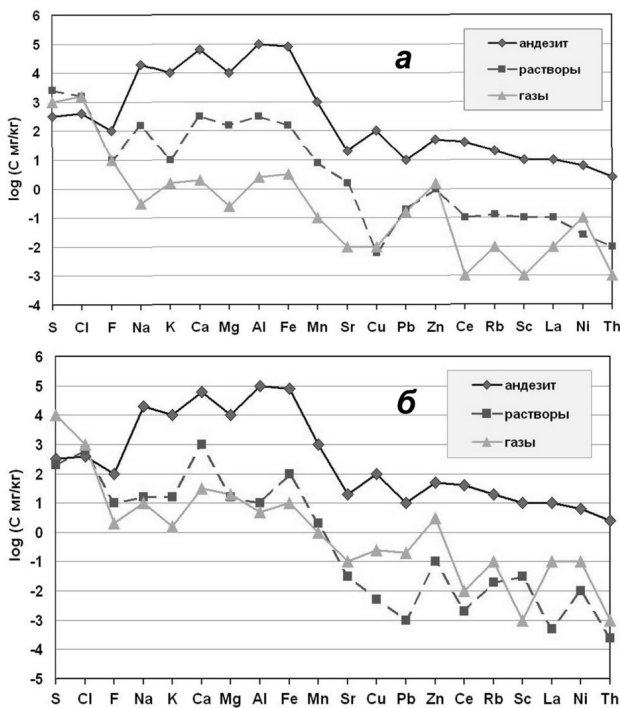 6
5
4
3
2
1
0
-1
-2
-3
-4
log (C мг/кг)
а
андезит
растворы
газы
S Cl F Na K Ca Mg Al Fe Mn Sr Cu Pb Zn Ce Rb Sc La Ni Th
6
5
4
3
2
1
0
-1
-2
-3
-4
-5
log (C мг/кг)
б
андезит
растворы
газы
S Cl F Na K Ca Mg Al Fe Mn Sr Cu Pb Zn Ce Rb Sc La Ni Th